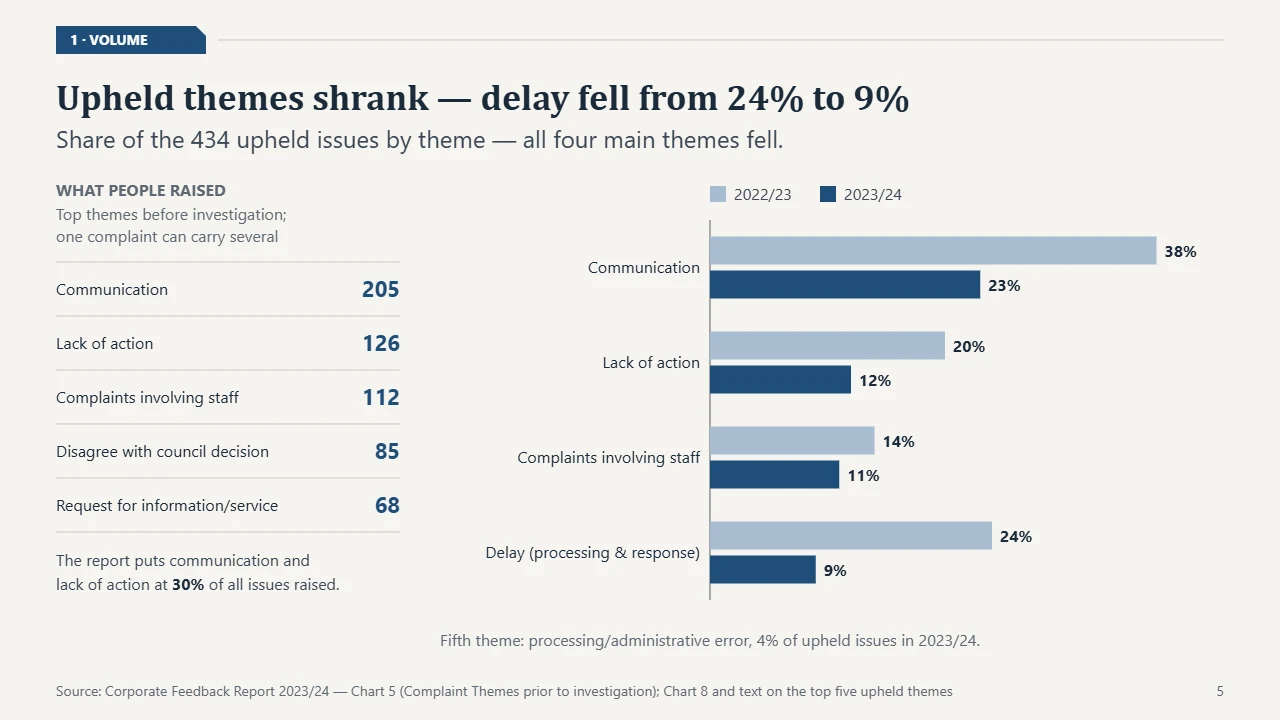 1 · VOLUME
Upheld themes shrank — delay fell from 24% to 9%
Share of the 434 upheld issues by theme — all four main themes fell.
WHAT PEOPLE RAISED
Top themes before investigation;
one complaint can carry several
Communication 205
Lack of action 126
Complaints involving staff 112
Disagree with council decision 85
Request for information/service 68
The report puts communication and
lack of action at 30% of all issues raised.
2022/23 2023/24
Communication 38% 23%
Lack of action 20% 12%
Complaints involving staff 14% 11%
Delay (processing & response) 24% 9%
Fifth theme: processing/administrative error, 4% of upheld issues in 2023/24.
Source: Corporate Feedback Report 2023/24 — Chart 5 (Complaint Themes prior to investigation); Chart 8 and text on the top five upheld themes 5